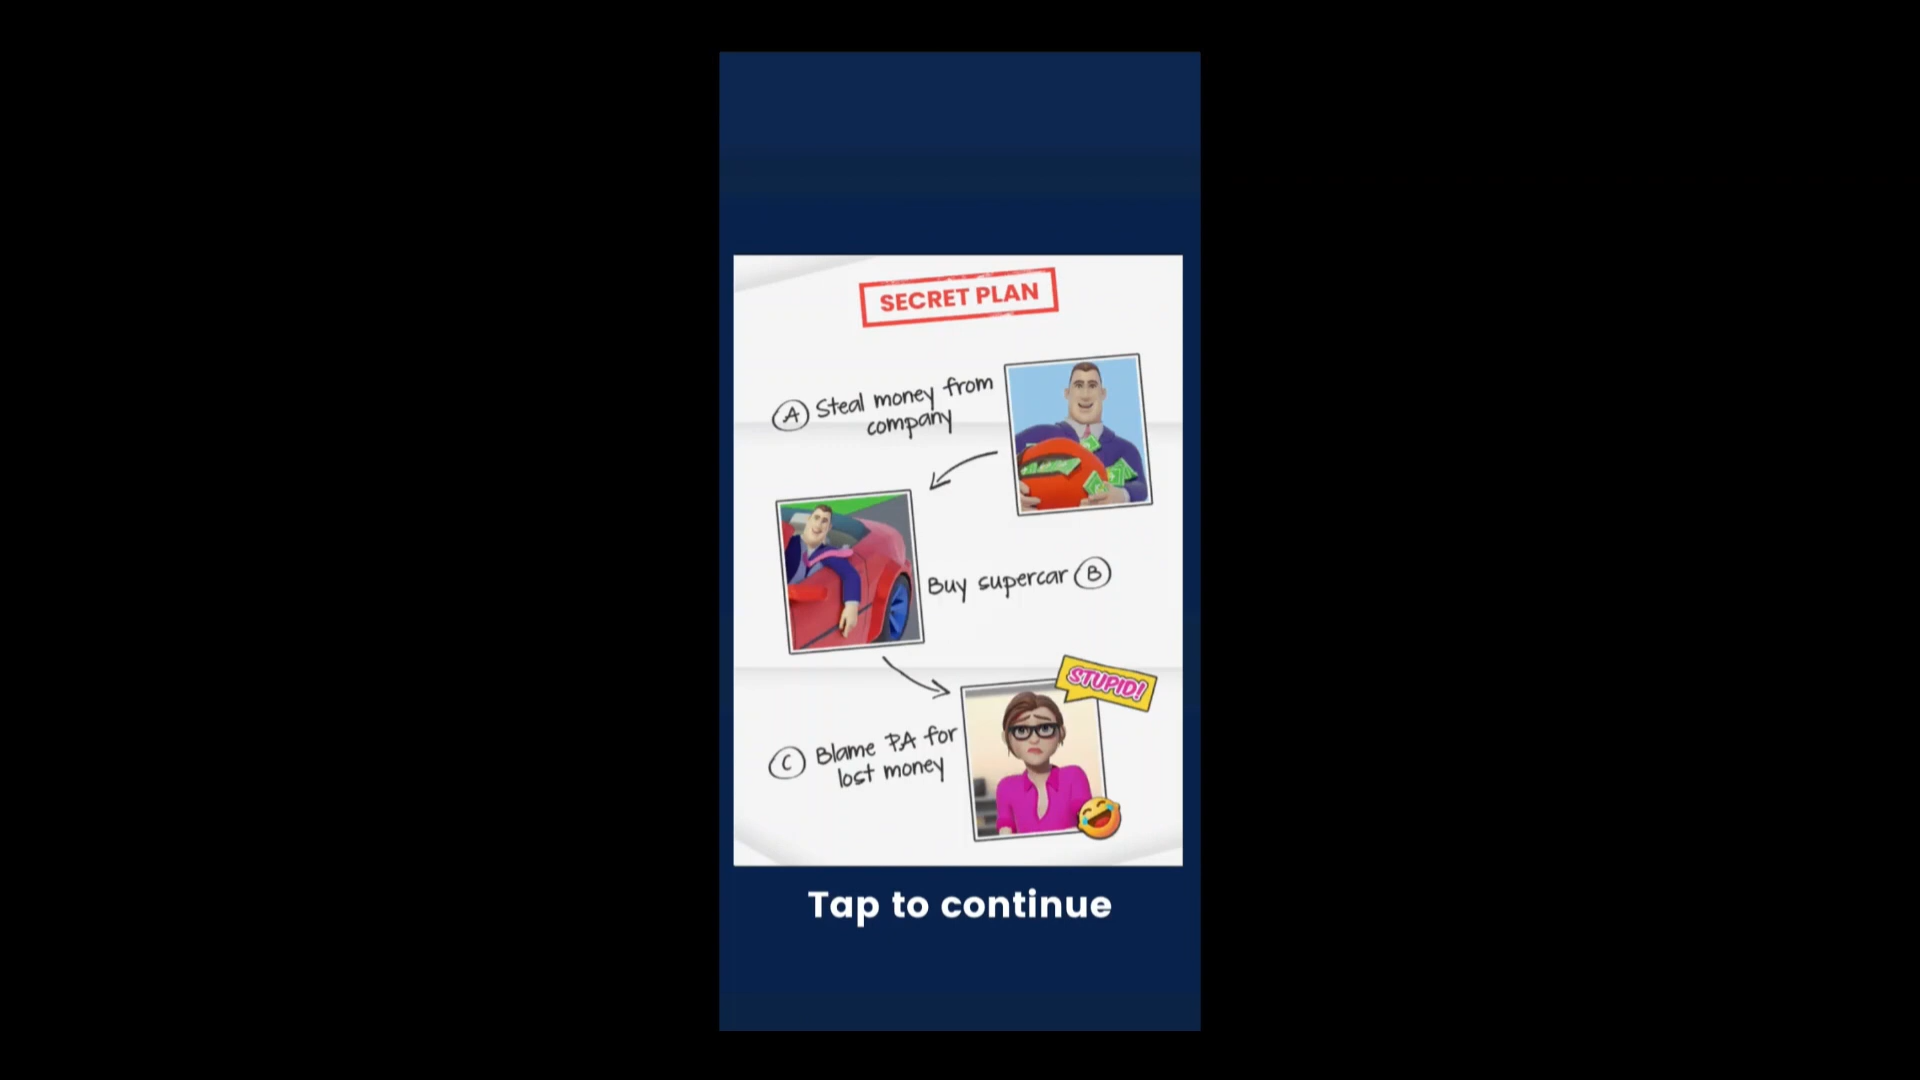 SECRET PLAN
A Steal money from
company
Buy supercar B
STUPID!
C Blame PA for
lost money
Tap to continue